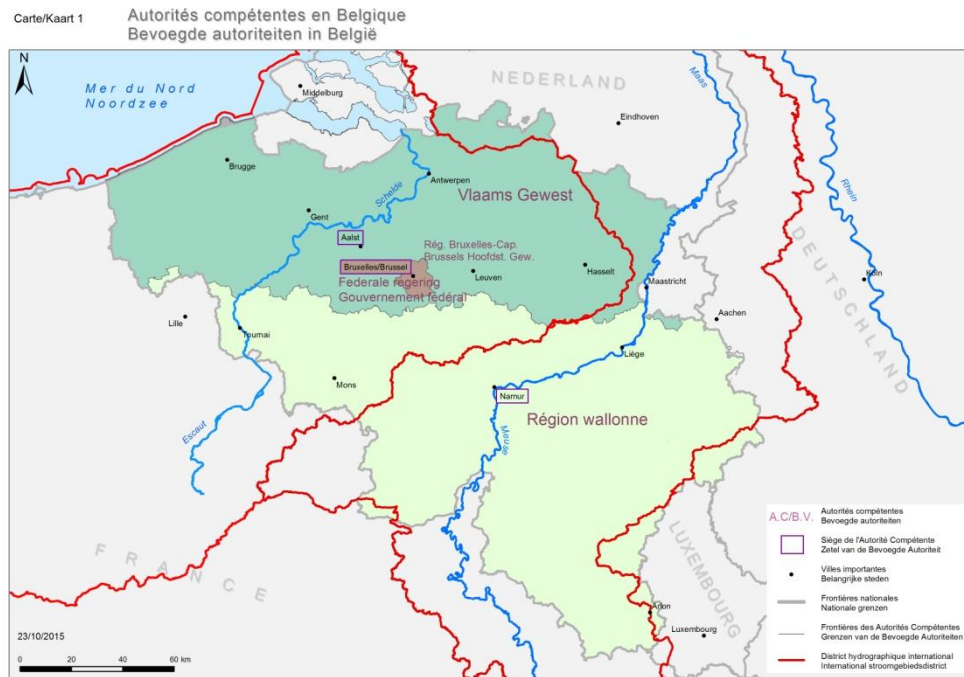 Carte/Kaart 1
Autorités compétentes en Belgique
Bevoegde autoriteiten in België
N
Mer du Nord
Noordzee
NEDERLAND
Maas
Middelburg
Eindhoven
Brugge
Antwerpen
Schelde
Vlaams Gewest
Rhein
Gent
Aalst
Rég. Bruxelles-Cap.
Brussels Hoofdst. Gew.
Bruxelles/Brussel
Leuven
Hasselt
Federale regering
Gouvernement fédéral
Maastricht
Köln
DEUTSCHLAND
Lille
Tournai
Aachen
Liège
Mons
Namur
Région wallonne
Escaut
Meuse
FRANCE
LUXEMBOURG
Arlon
Luxembourg
A.C/B.V.
Autorités compétentes
Bevoegde autoriteiten
Siège de l'Autorité Compétente
Zetel van de Bevoegde Autoriteit
Villes importantes
Belangrijke steden
Frontières nationales
Nationale grenzen
Frontières des Autorités Compétentes
Grenzen van de Bevoegde Autoriteiten
District hydrographique international
International stroomgebiedsdistrict
23/10/2015
0 20 40 60 km